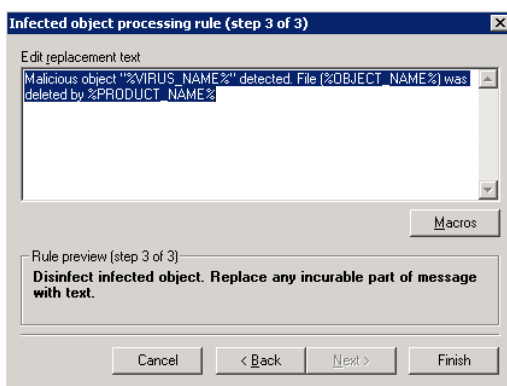 Infected object processing rule (step 3 of 3)
Edit replacement text
Malicious object "%VIRUS_NAME%" detected. File (%OBJECT_NAME%) was
deleted by %PRODUCT_NAME%
Macros
Rule preview (step 3 of 3)
Disinfect infected object. Replace any incurable part of message
with text.
Cancel
< Back
Next >
Finish